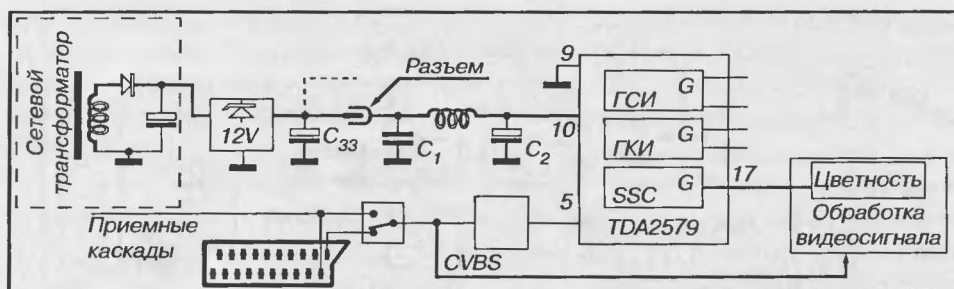 Сетевой
трансформатор
12V
C33
Разъем
C1
C2
9
10
5
ГСИ G
ГКИ G
SSC G
TDA2579
17
Цветность
Обработка
видеосигнала
Приемные
каскады
CVBS